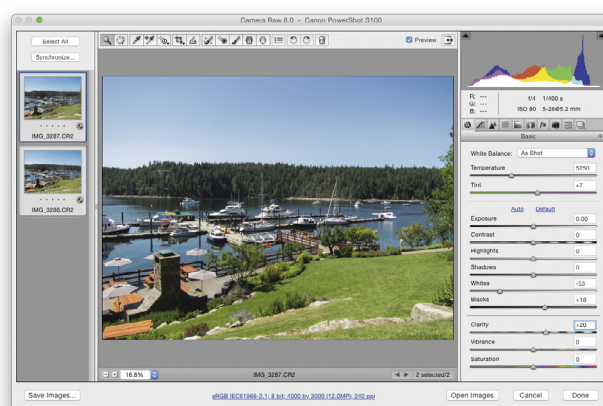 Camera Raw 8.0 - Canon PowerShot S100
Select All
Synchronize...
Preview
IMG_3287.CR2
IMG_3288.CR2
R: ---
G: ---
B: ---
f/4 1/400 s
ISO 80 5-26@5.2 mm
Basic
White Balance: As Shot
Temperature 5250
Tint +7
Auto Default
Exposure 0.00
Contrast 0
Highlights 0
Shadows 0
Whites -53
Blacks +18
Clarity +20
Vibrance 0
Saturation 0
16.8% IMG_3287.CR2 2 selected/2
Save Images... sRGB IEC61966-2.1; 8 bit; 4000 by 3000 (12.0MP); 240 ppi Open Images Cancel Done